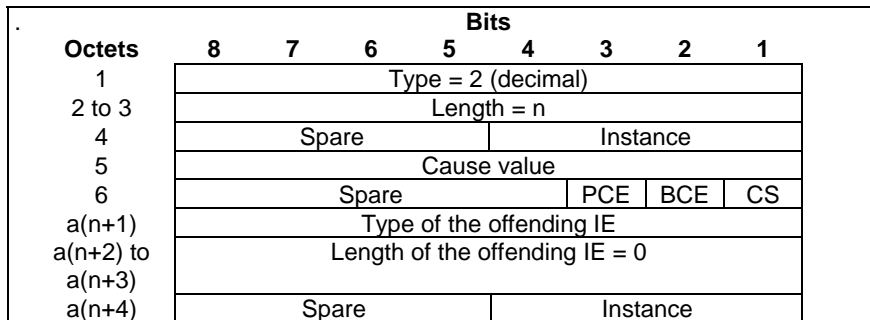 . Bits
Octets 8 7 6 5 4 3 2 1
1 Type = 2 (decimal)
2 to 3 Length = n
4 Spare Instance
5 Cause value
6 Spare PCE BCE CS
a(n+1) Type of the offending IE
a(n+2) to Length of the offending IE = 0
a(n+3)
a(n+4) Spare Instance